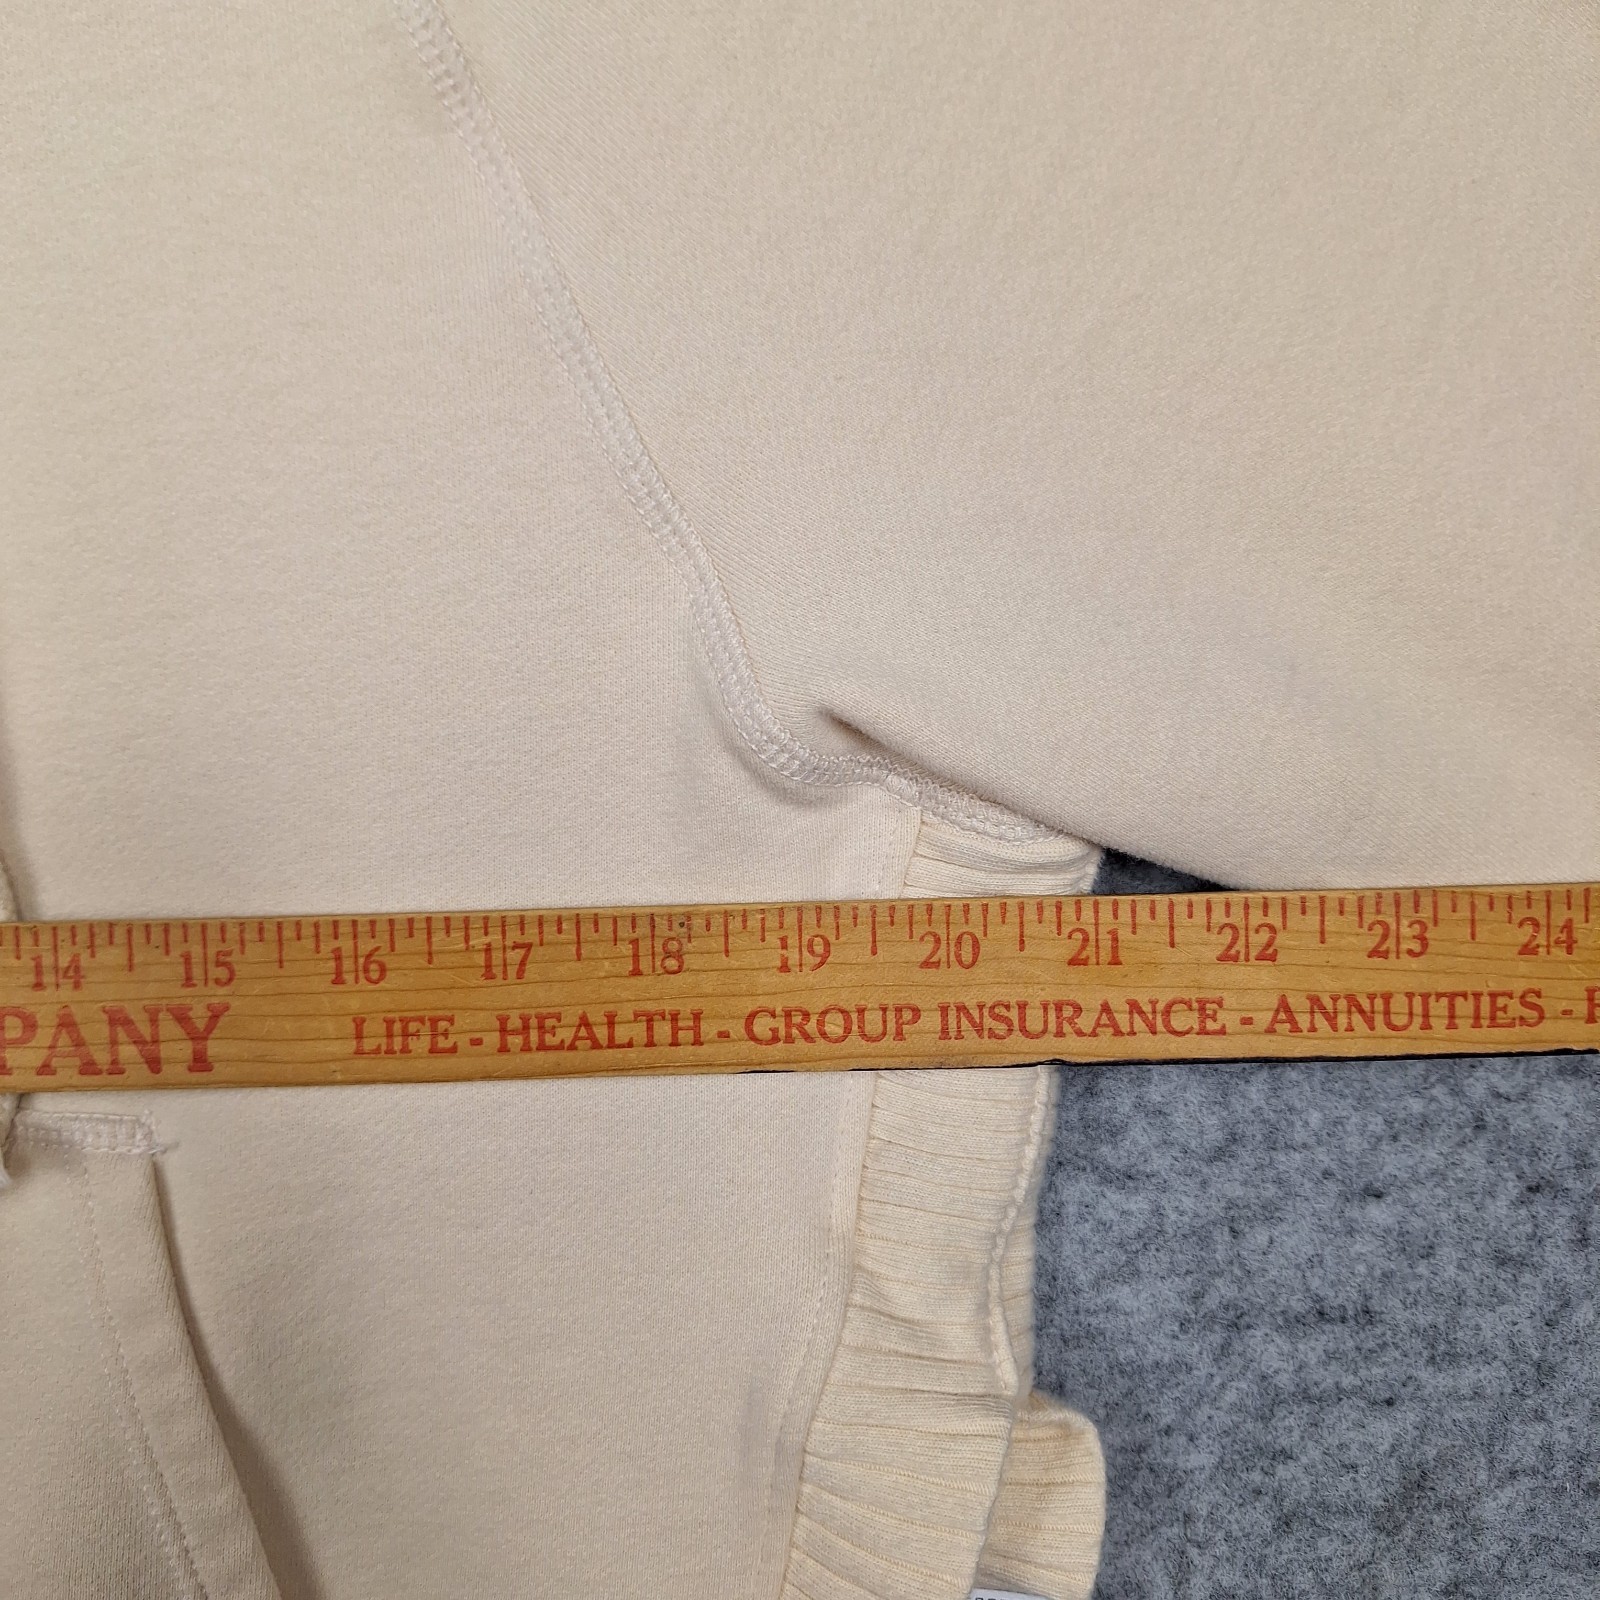 14 15 16 17 18 19 20 21 22 23 24
PANY LIFE - HEALTH - GROUP INSURANCE - ANNUITIES -